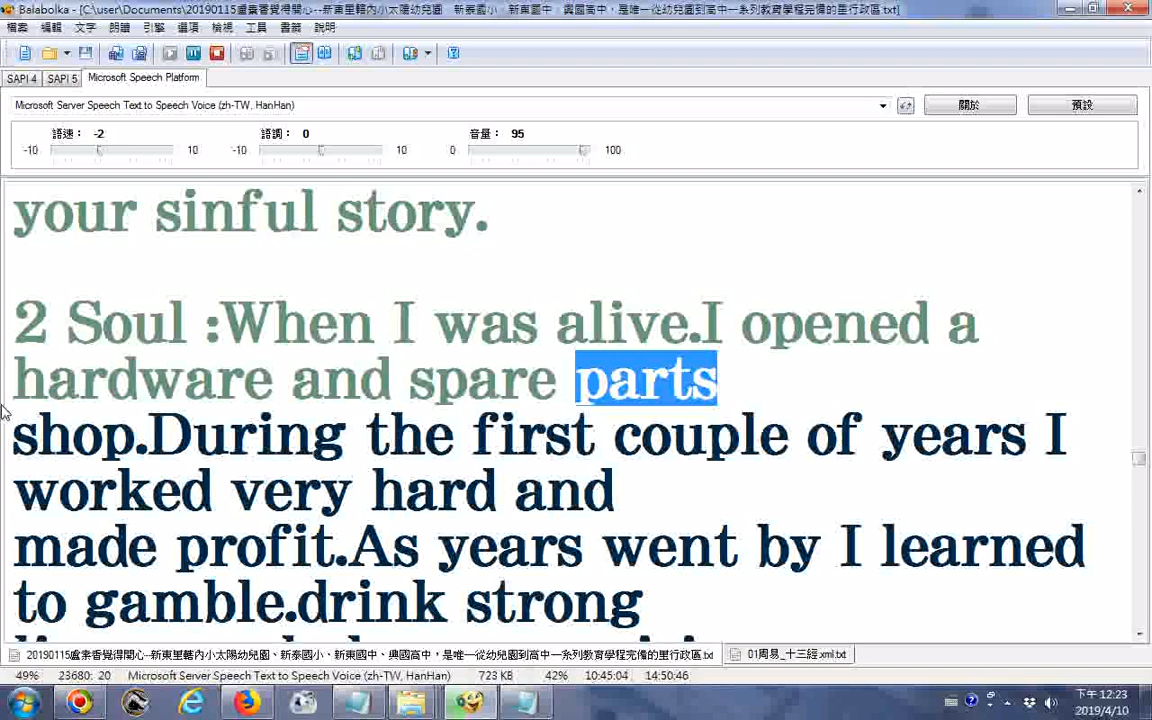 Balabolka - [C:\user\Documents\20190115盧彙香覺得開心--新東里轄內小太陽幼兒園、新泰國小、新東國中、興國高中，是唯一從幼兒園到高中一系列教育學程完備的里行政區.txt]
檔案 編輯 文字 朗讀 引擎 選項 檢視 工具 書籤 說明
SAPI 4 SAPI 5 Microsoft Speech Platform
Microsoft Server Speech Text to Speech Voice (zh-TW, HanHan) 關於 預設
語速： -2 語調： 0 音量： 95
-10 10 -10 10 0 100
your sinful story.
2 Soul :When I was alive.I opened a
hardware and spare parts
shop.During the first couple of years I
worked very hard and
made profit.As years went by I learned
to gamble.drink strong
20190115盧彙香覺得開心--新東里轄內小太陽幼兒園、新泰國小、新東國中、興國高中，是唯一從幼兒園到高中一系列教育學程完備的里行政區.txt 01周易_十三經.xml.txt
49% 23680: 20 Microsoft Server Speech Text to Speech Voice (zh-TW, HanHan) 723 KB 42% 10:45:04 14:50:46
下午 12:23
2019/4/10